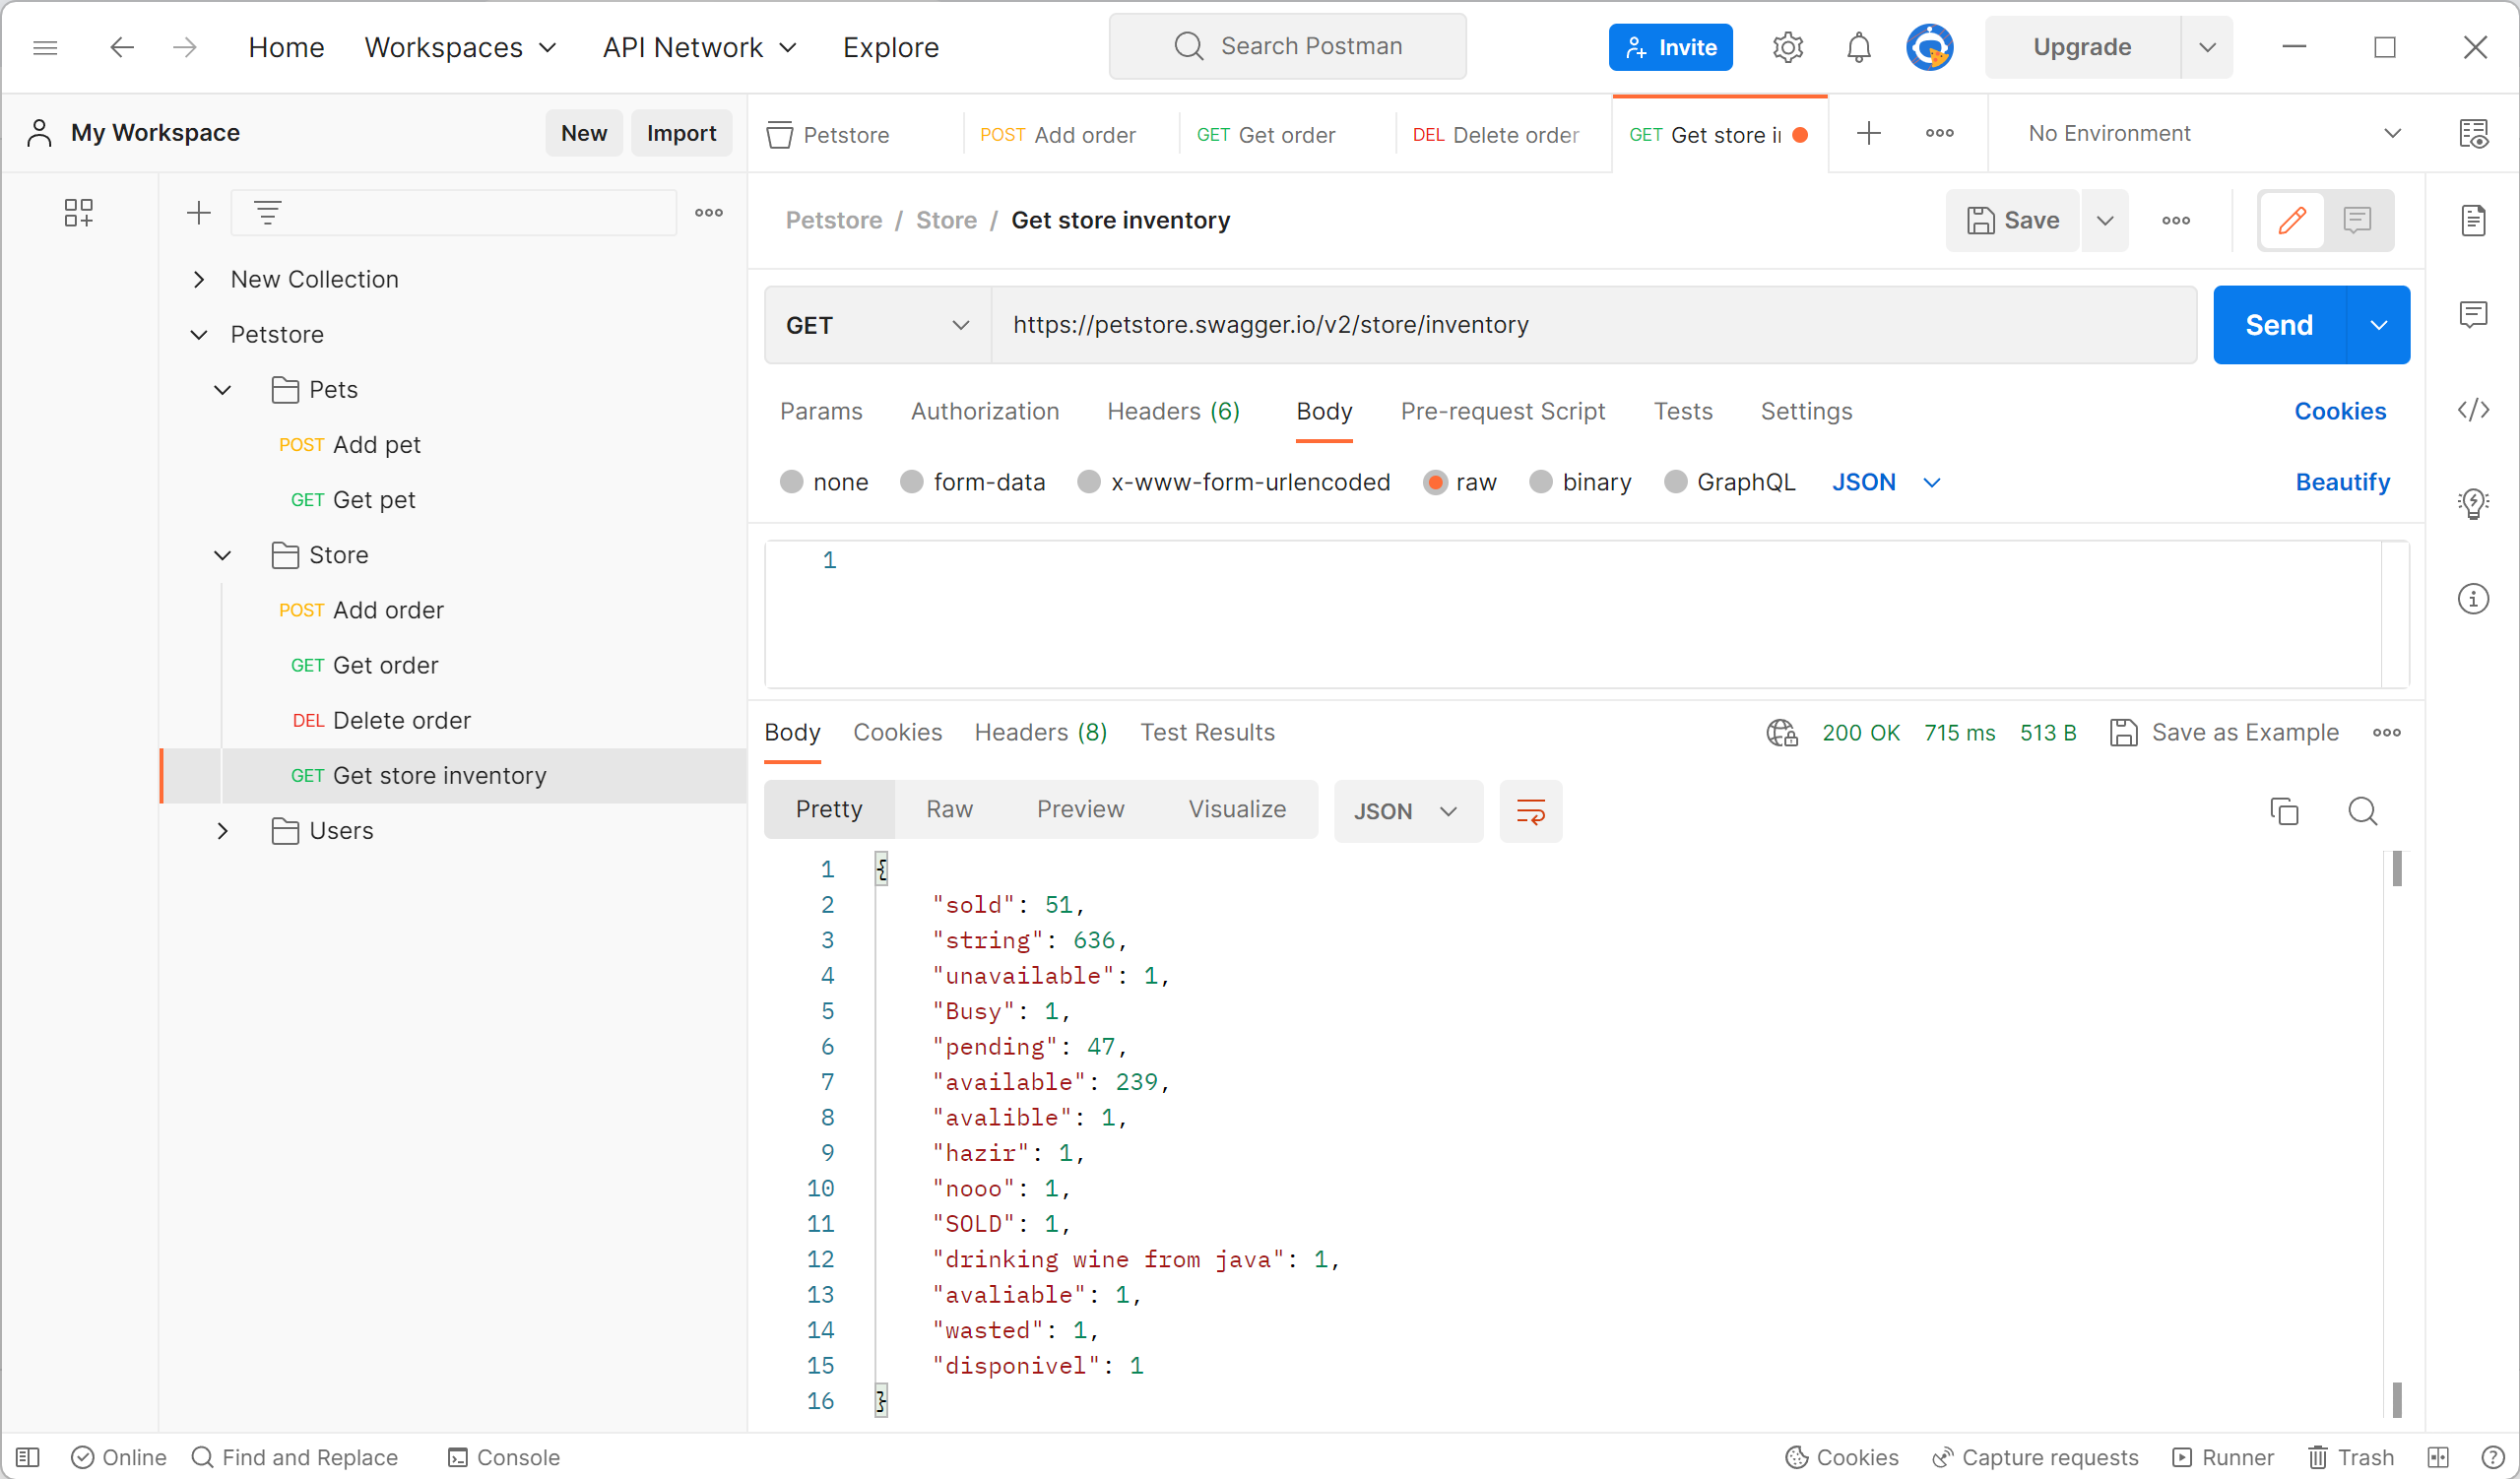 Home Workspaces API Network Explore Search Postman Invite Upgrade
My Workspace New Import
Petstore POST Add order GET Get order DEL Delete order GET Get store in No Environment
New Collection
Petstore
Pets
POST Add pet
GET Get pet
Store
POST Add order
GET Get order
DEL Delete order
GET Get store inventory
Users
Petstore / Store / Get store inventory Save
GET https://petstore.swagger.io/v2/store/inventory Send
Params Authorization Headers (6) Body Pre-request Script Tests Settings Cookies
none form-data x-www-form-urlencoded raw binary GraphQL JSON Beautify
1
Body Cookies Headers (8) Test Results 200 OK 715 ms 513 B Save as Example
Pretty Raw Preview Visualize JSON
1 {
2 "sold": 51,
3 "string": 636,
4 "unavailable": 1,
5 "Busy": 1,
6 "pending": 47,
7 "available": 239,
8 "avalible": 1,
9 "hazir": 1,
10 "nooo": 1,
11 "SOLD": 1,
12 "drinking wine from java": 1,
13 "avaliable": 1,
14 "wasted": 1,
15 "disponivel": 1
16 }
Online Find and Replace Console Cookies Capture requests Runner Trash